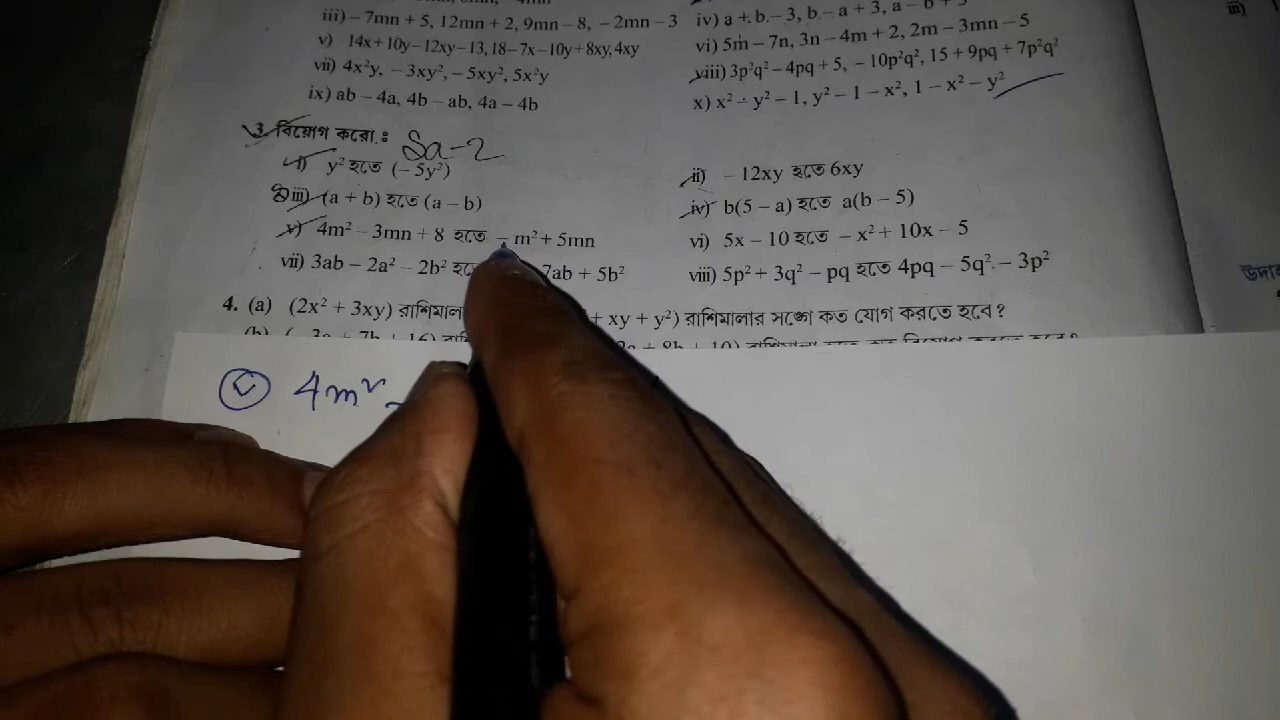 iii) – 7mn + 5, 12mn + 2, 9mn – 8, – 2mn – 3 iv) a + b – 3, b – a + 3, a – b + 3
v) 14x + 10y – 12xy – 13, 18 – 7x – 10y + 8xy, 4xy vi) 5m – 7n, 3n – 4m + 2, 2m – 3mn – 5
vii) 4x²y, – 3xy², – 5xy², 5x²y viii) 3p²q² – 4pq + 5, – 10p²q², 15 + 9pq + 7p²q²
ix) ab – 4a, 4b – ab, 4a – 4b x) x² – y² – 1, y² – 1 – x², 1 – x² – y²
iii)
3. বিয়োগ করো : Sa-2
i) y² হতে (– 5y²) ii) – 12xy হতে 6xy
iii) (a + b) হতে (a – b) iv) b(5 – a) হতে a(b – 5)
v) 4m² – 3mn + 8 হতে – m² + 5mn vi) 5x – 10 হতে – x² + 10x – 5
vii) 3ab – 2a² – 2b² 7ab + 5b² viii) 5p² + 3q² – pq হতে 4pq – 5q² – 3p²
4. (a) (2x² + 3xy) রাশিমালা + xy + y²) রাশিমালার সঙ্গে কত যোগ করতে হবে?
(b)
(v) 4m² -